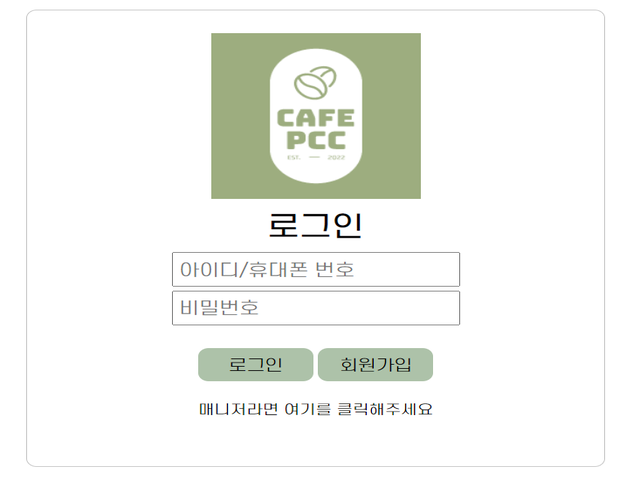 CAFE
PCC
EST. — 2022
로그인
아이디/휴대폰 번호
비밀번호
로그인 회원가입
매니저라면 여기를 클릭해주세요